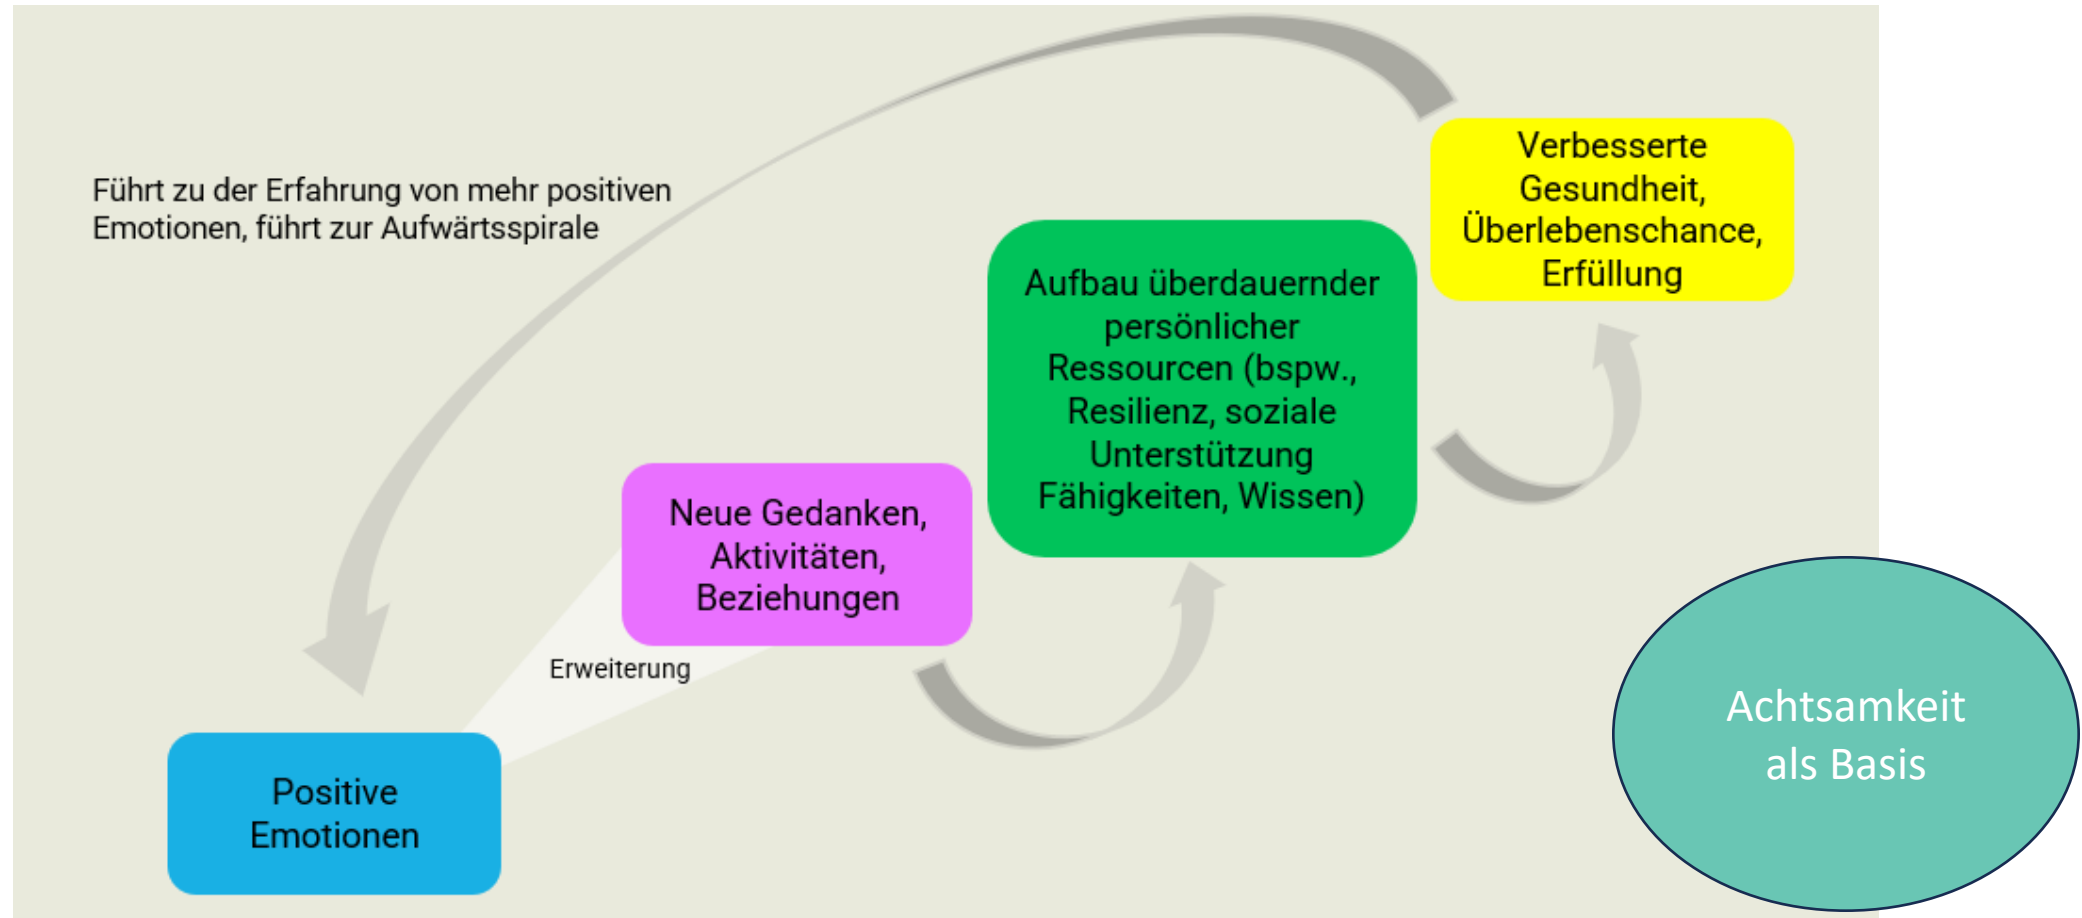 Führt zu der Erfahrung von mehr positiven
Emotionen, führt zur Aufwärtsspirale
Verbesserte
Gesundheit,
Überlebenschance,
Erfüllung
Aufbau überdauernder
persönlicher
Ressourcen (bspw.,
Resilienz, soziale
Unterstützung
Fähigkeiten, Wissen)
Neue Gedanken,
Aktivitäten,
Beziehungen
Erweiterung
Positive
Emotionen
Achtsamkeit
als Basis